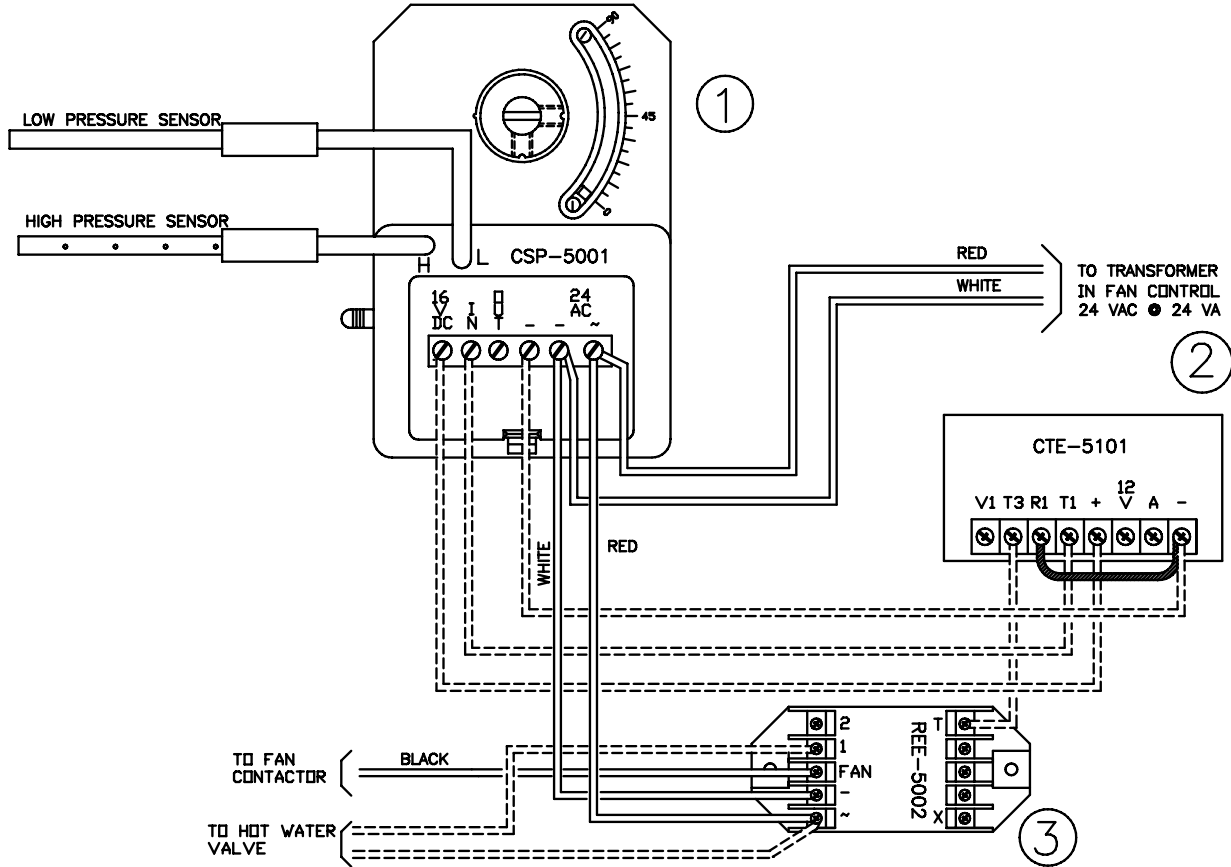 90
1
45
LOW PRESSURE SENSOR
HIGH PRESSURE SENSOR
0
H
L
CSP-5001
16 V DC
I N
T
-
-
24 AC
~
RED
WHITE
TO TRANSFORMER
IN FAN CONTROL
24 VAC @ 24 VA
2
CTE-5101
V1 T3 R1 T1 + 12 V A -
WHITE
RED
TO FAN
CONTACTOR
BLACK
TO HOT WATER
VALVE
2
1
FAN
-
~
REE-5002
T
X
3